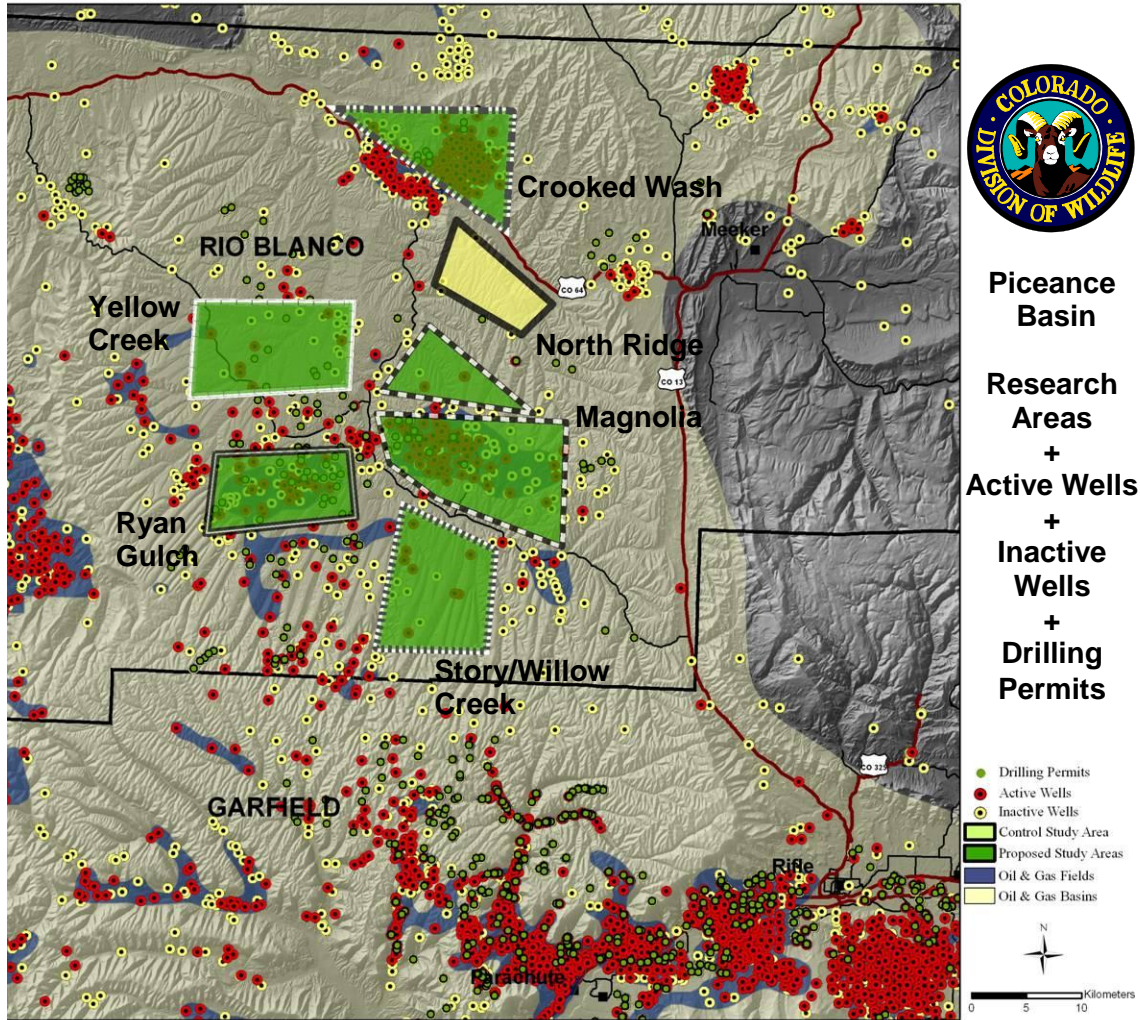 Crooked Wash
RIO BLANCO
Meeker
CO 64
Yellow
Creek
North Ridge
CO 13
Magnolia
Ryan
Gulch
Story/Willow
Creek
CO 325
GARFIELD
Rifle
Parachute
COLORADO
DIVISION OF WILDLIFE
Piceance
Basin
Research
Areas
+
Active Wells
+
Inactive
Wells
+
Drilling
Permits
Drilling Permits
Active Wells
Inactive Wells
Control Study Area
Proposed Study Areas
Oil & Gas Fields
Oil & Gas Basins
N
Kilometers
0 5 10